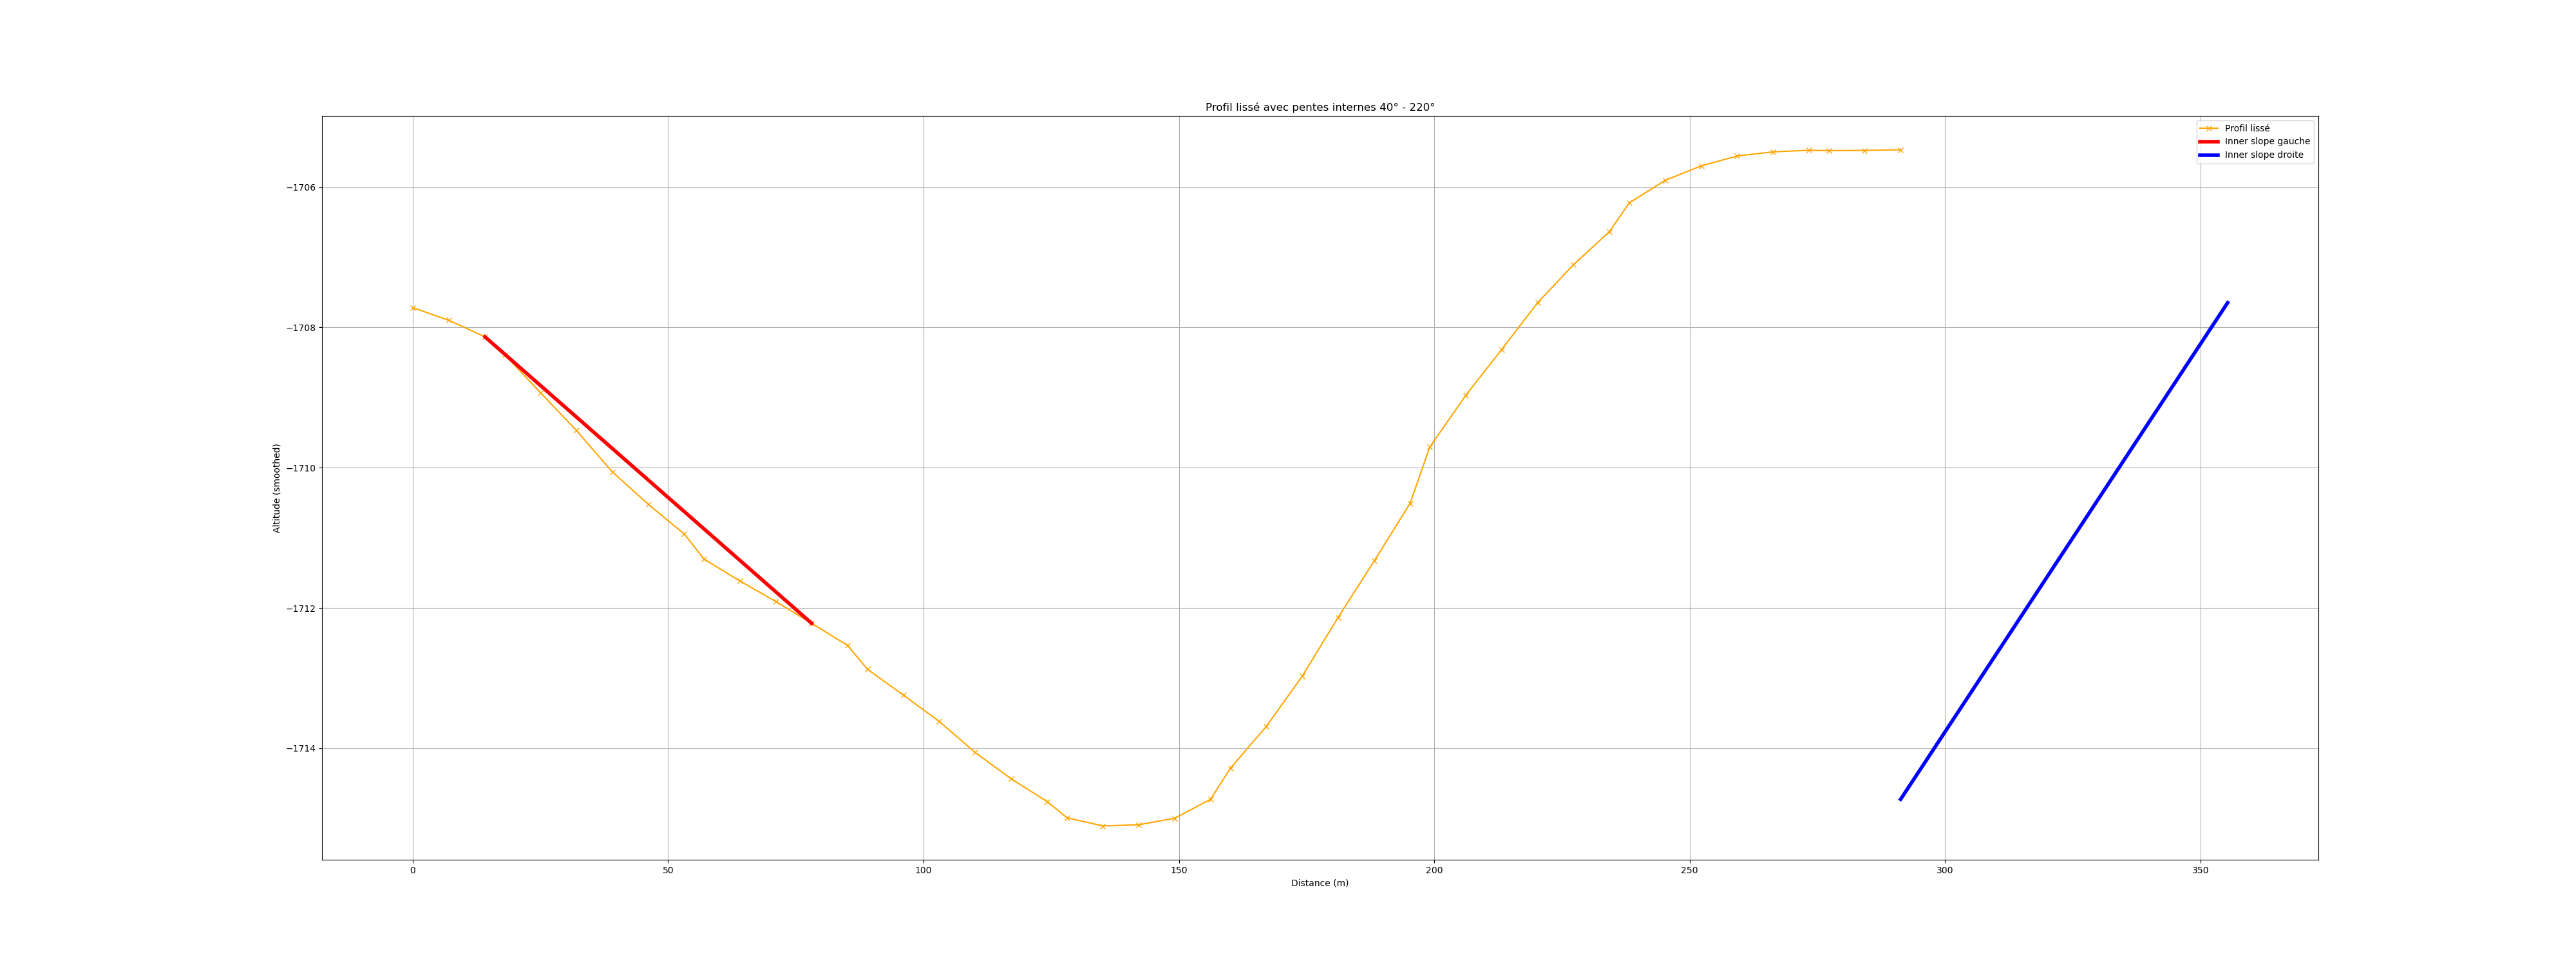 Profil lissé avec pentes internes 40° - 220°
Profil lissé
Inner slope gauche
Inner slope droite
−1706
−1708
−1710
−1712
−1714
Altitude (smoothed)
0
50
100
150
200
250
300
350
Distance (m)